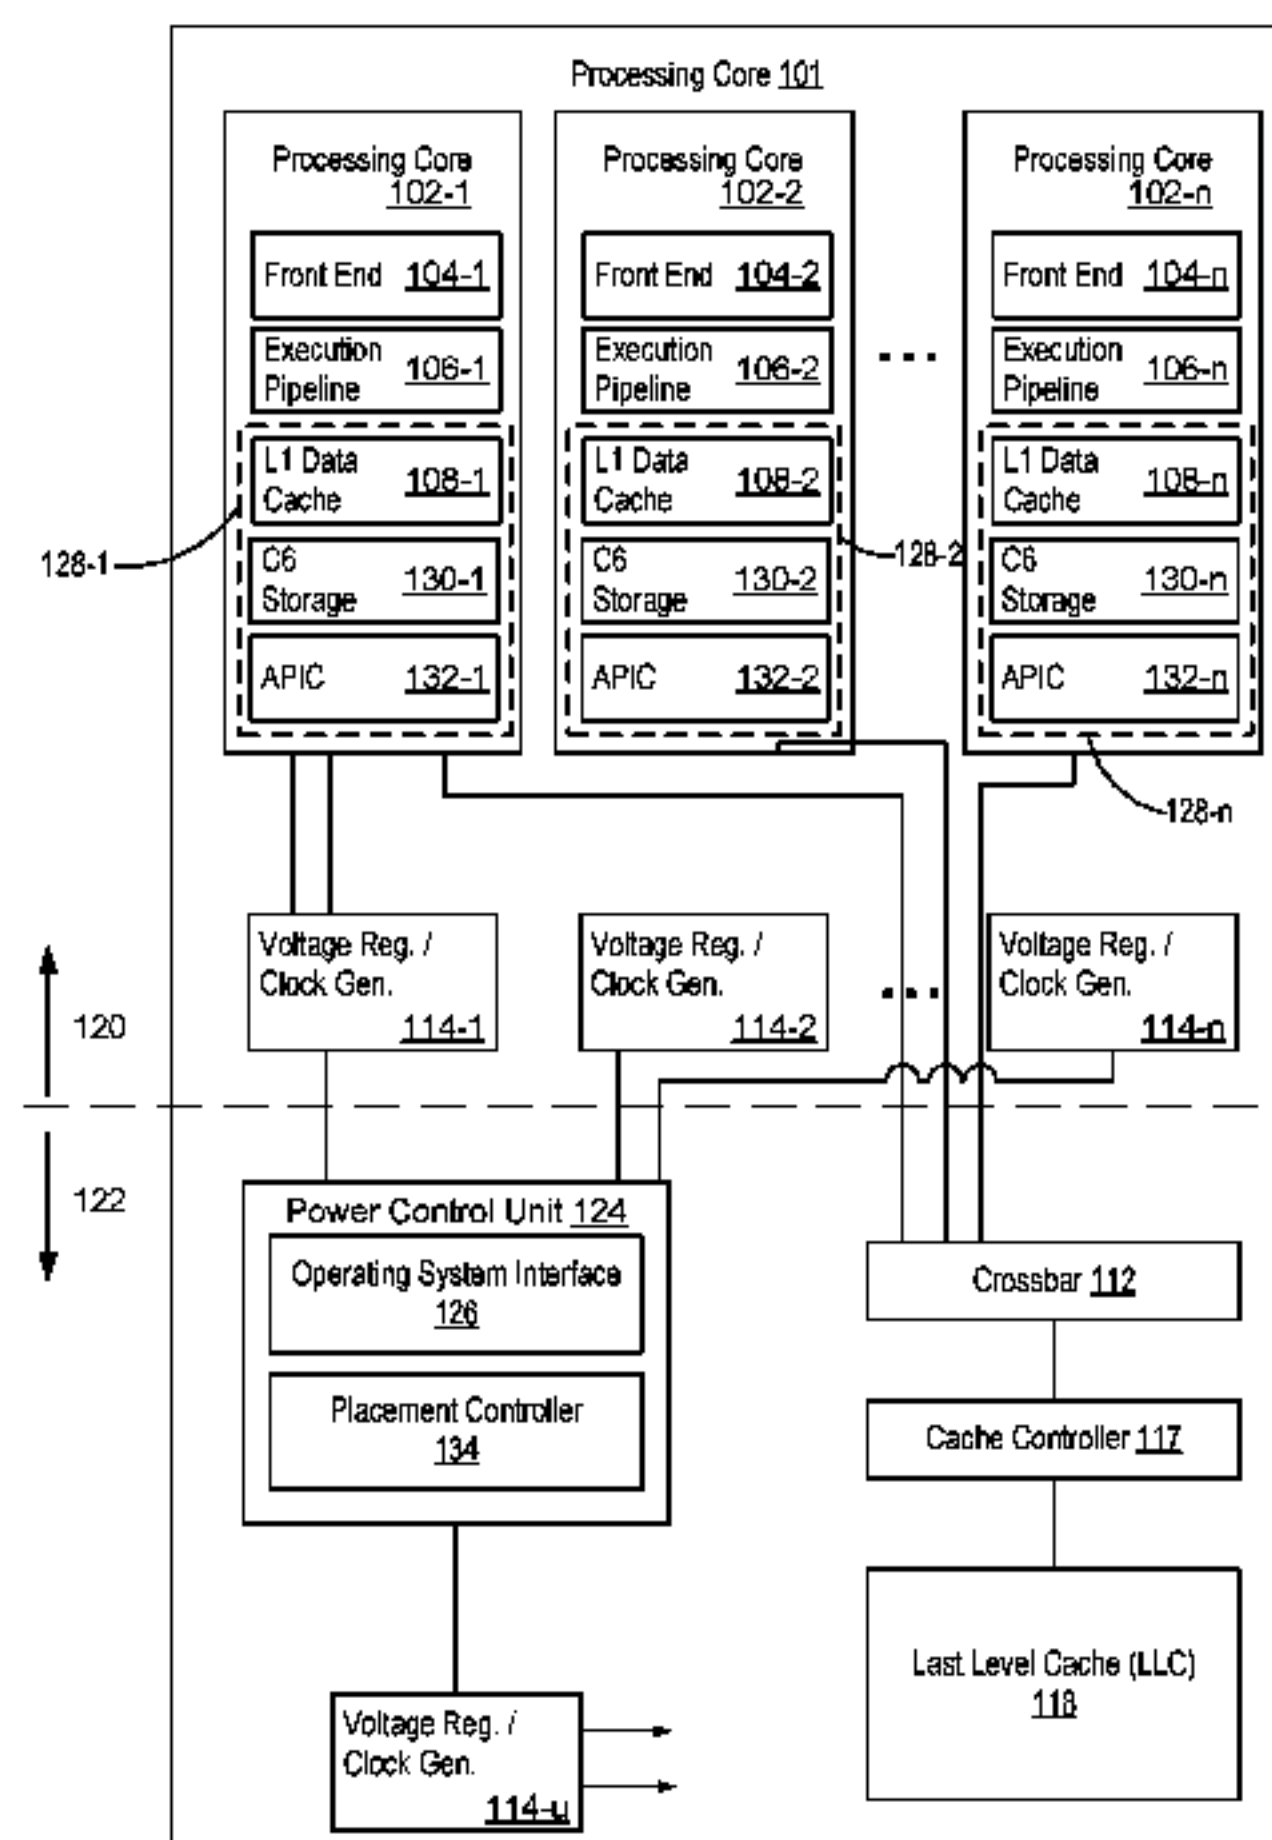 Processing Core 101
Processing Core
102-1
Front End 104-1
Execution
Pipeline 106-1
L1 Data
Cache 108-1
C6
Storage 130-1
APIC 132-1
128-1
Processing Core
102-2
Front End 104-2
Execution
Pipeline 106-2
L1 Data
Cache 108-2
C6
Storage 130-2
APIC 132-2
128-2
...
Processing Core
102-n
Front End 104-n
Execution
Pipeline 106-n
L1 Data
Cache 108-n
C6
Storage 130-n
APIC 132-n
128-n
Voltage Reg. /
Clock Gen.
114-1
Voltage Reg. /
Clock Gen.
114-2
...
Voltage Reg. /
Clock Gen.
114-n
120
122
Power Control Unit 124
Operating System Interface
126
Placement Controller
134
Crossbar 112
Cache Controller 117
Last Level Cache (LLC)
118
Voltage Reg. /
Clock Gen.
114-u